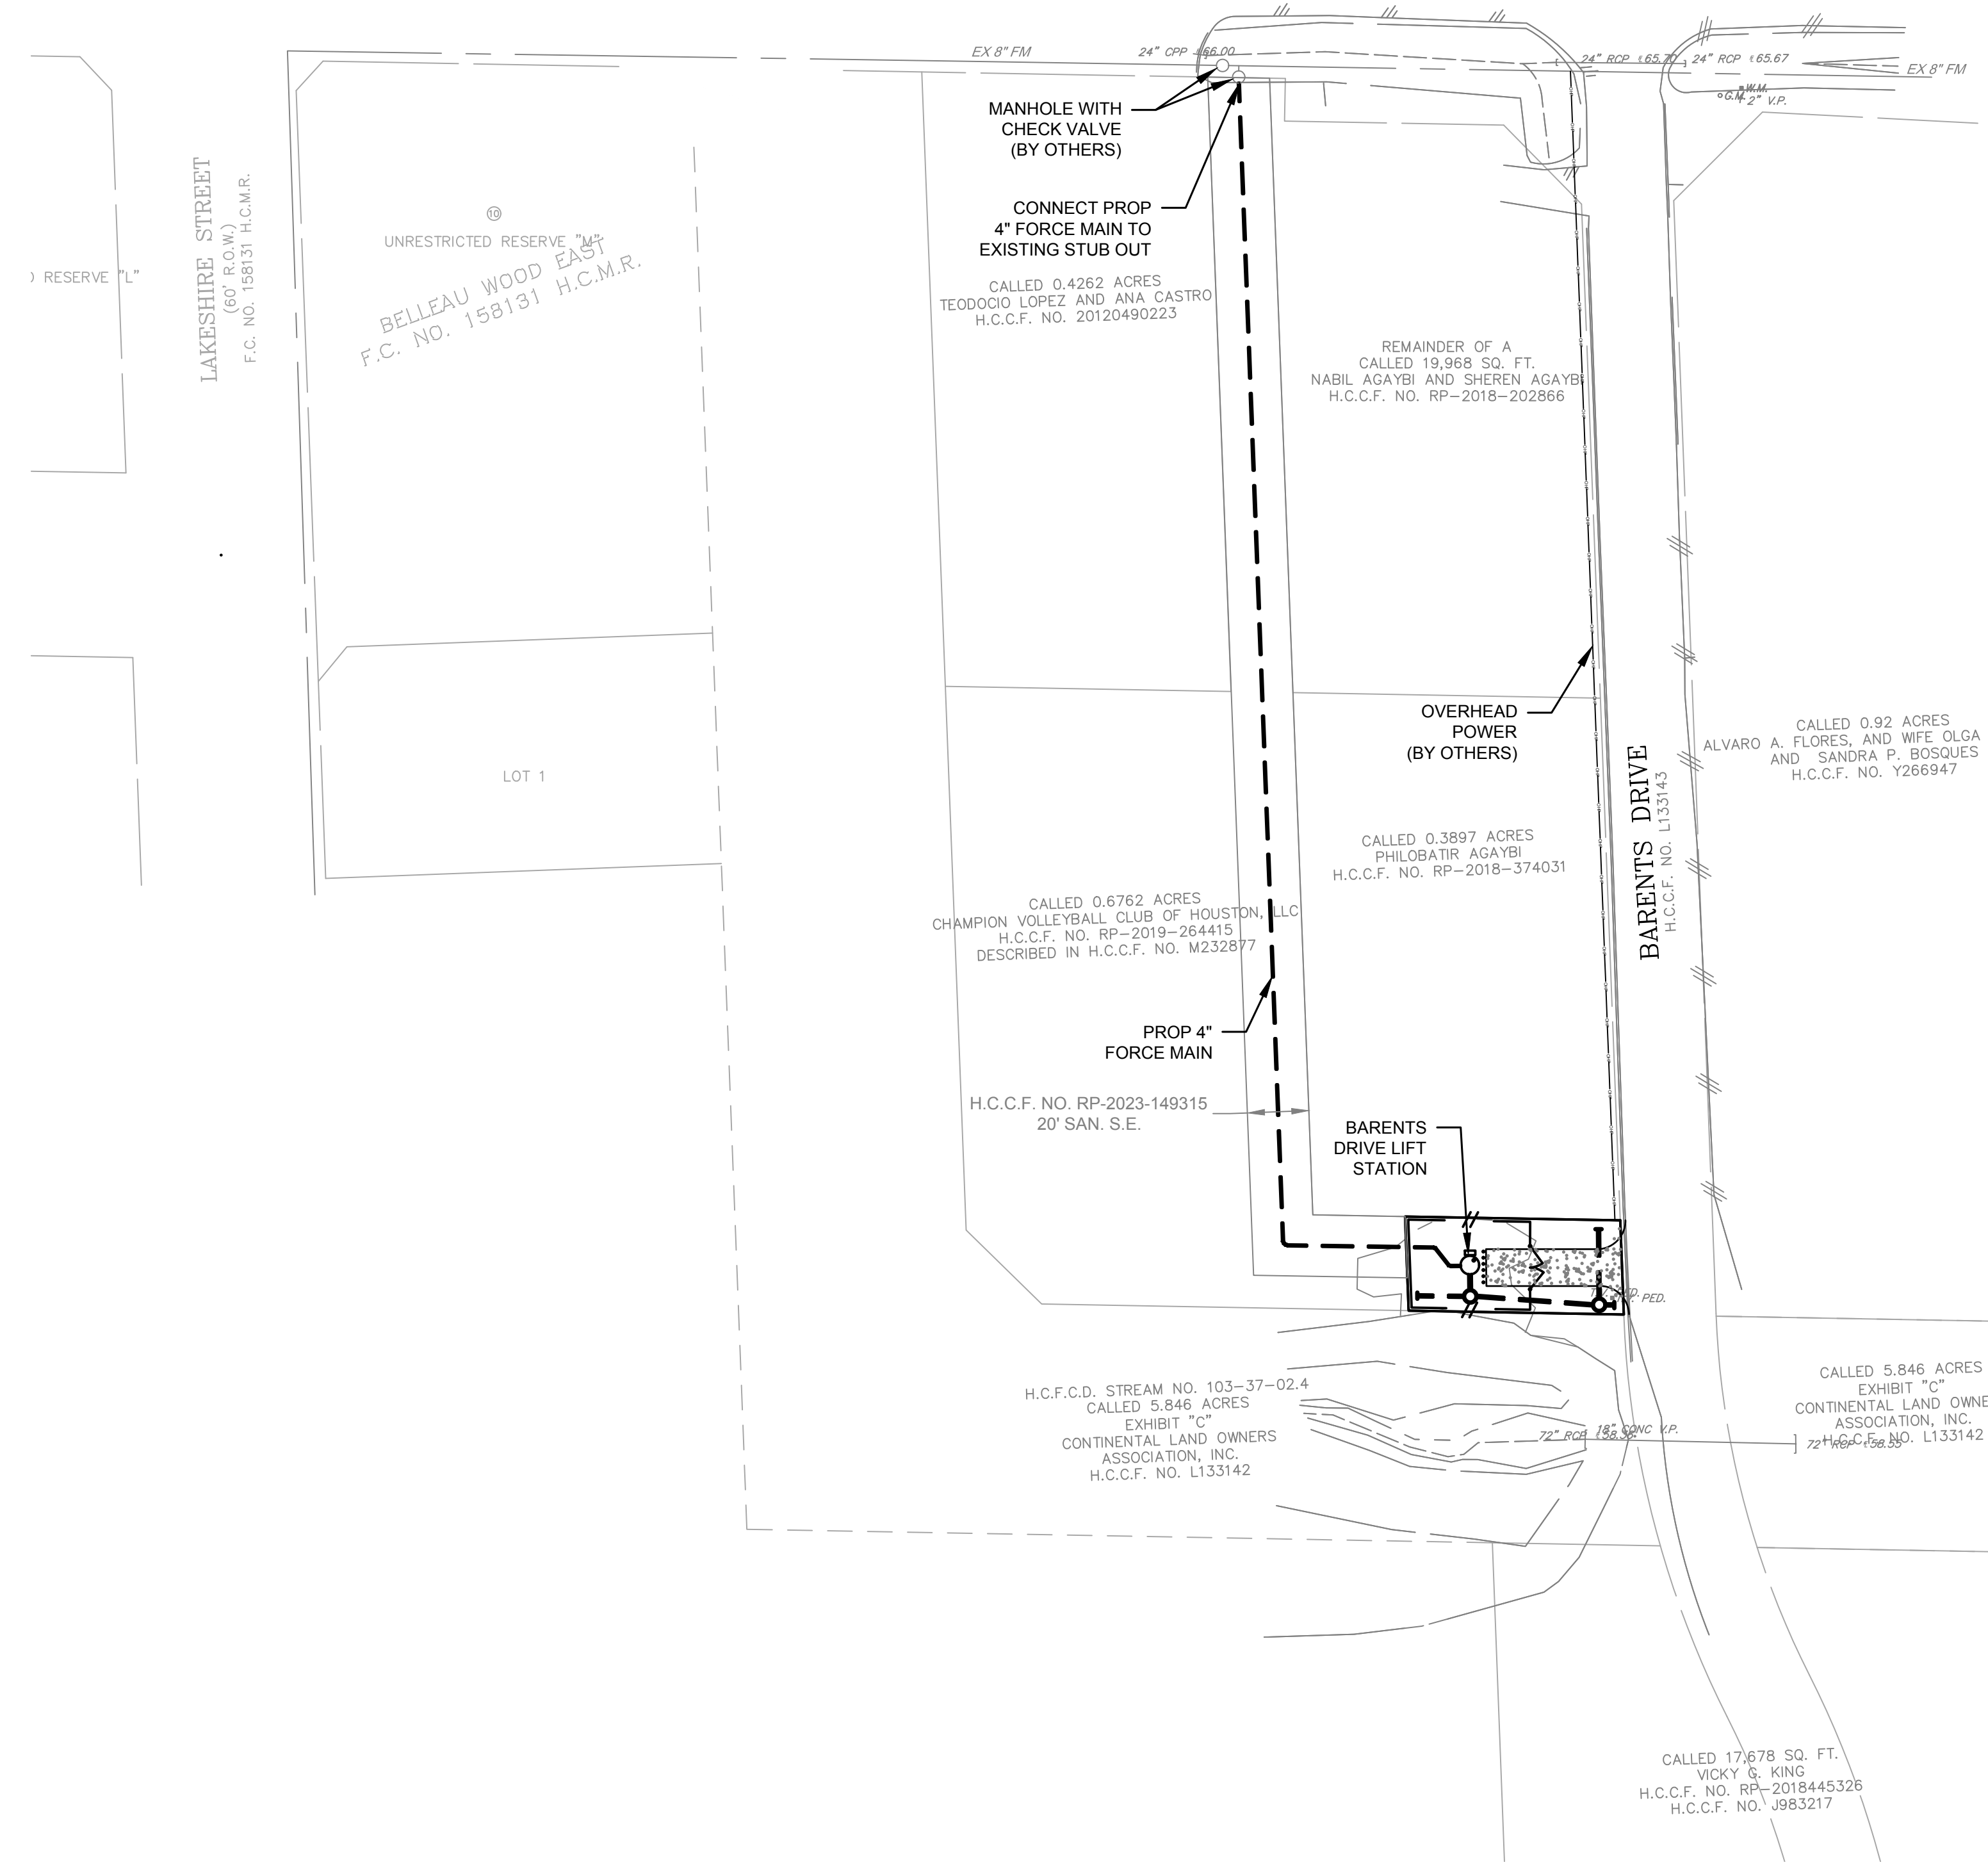 EX 8" FM
24" CPP ℄66.00
24" RCP ℄65.70
24" RCP ℄65.67
EX 8" FM
W.M.
G.M.
2" V.P.
MANHOLE WITH
CHECK VALVE
(BY OTHERS)
CONNECT PROP
4" FORCE MAIN TO
EXISTING STUB OUT
LAKESHIRE STREET
(60' R.O.W.)
F.C. NO. 158131 H.C.M.R.
RESERVE "L"
10
UNRESTRICTED RESERVE "M"
BELLEAU WOOD EAST
F.C. NO. 158131 H.C.M.R.
CALLED 0.4262 ACRES
TEODOCIO LOPEZ AND ANA CASTRO
H.C.C.F. NO. 20120490223
REMAINDER OF A
CALLED 19,968 SQ. FT.
NABIL AGAYBI AND SHEREN AGAYBI
H.C.C.F. NO. RP-2018-202866
OVERHEAD
POWER
(BY OTHERS)
BARENTS DRIVE
H.C.C.F. NO. L133143
CALLED 0.92 ACRES
ALVARO A. FLORES, AND WIFE OLGA
AND SANDRA P. BOSQUES
H.C.C.F. NO. Y266947
LOT 1
CALLED 0.3897 ACRES
PHILOBATIR AGAYBI
H.C.C.F. NO. RP-2018-374031
CALLED 0.6762 ACRES
CHAMPION VOLLEYBALL CLUB OF HOUSTON, LLC
H.C.C.F. NO. RP-2019-264415
DESCRIBED IN H.C.C.F. NO. M232877
PROP 4"
FORCE MAIN
H.C.C.F. NO. RP-2023-149315
20' SAN. S.E.
BARENTS
DRIVE LIFT
STATION
PED.
H.C.F.C.D. STREAM NO. 103-37-02.4
CALLED 5.846 ACRES
EXHIBIT "C"
CONTINENTAL LAND OWNERS
ASSOCIATION, INC.
H.C.C.F. NO. L133142
72" RCP ℄58.38
18" CONC V.P.
72" RCP ℄58.55
CALLED 5.846 ACRES
EXHIBIT "C"
CONTINENTAL LAND OWNE
ASSOCIATION, INC.
H.C.C.F. NO. L133142
CALLED 17,678 SQ. FT.
VICKY G. KING
H.C.C.F. NO. RP-2018445326
H.C.C.F. NO. J983217